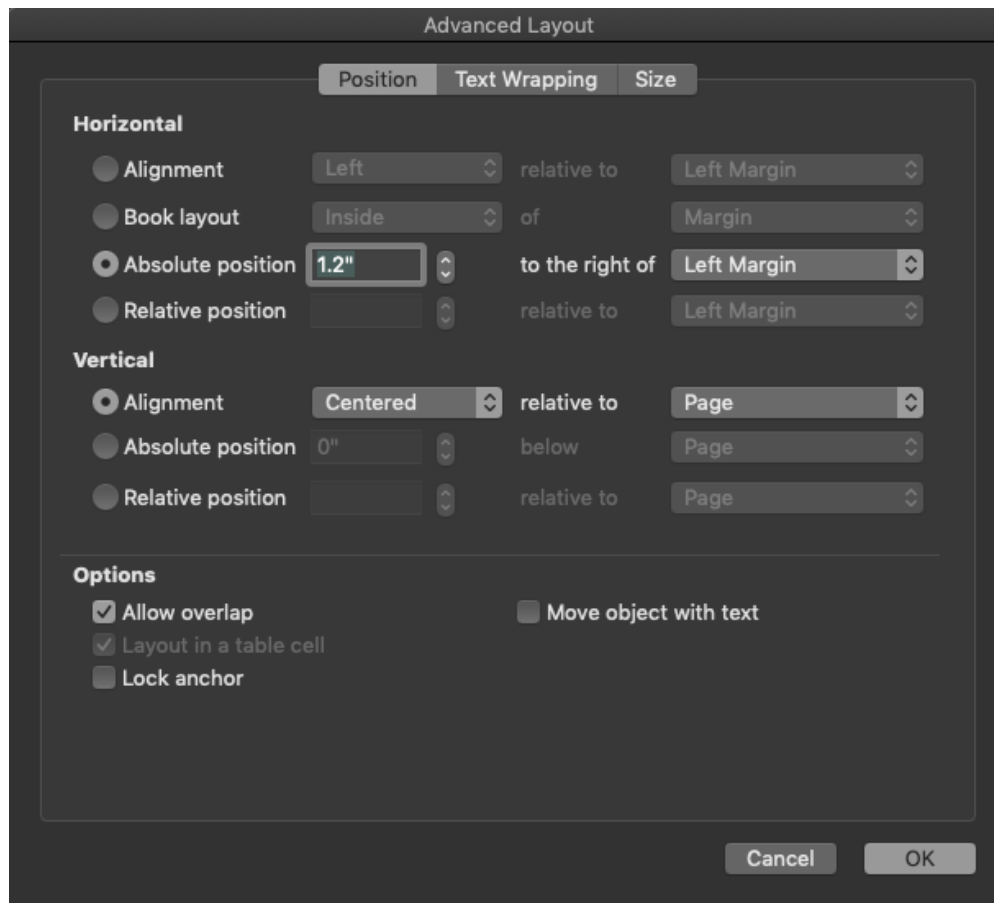 Advanced Layout
Position Text Wrapping Size
Horizontal
Alignment Left relative to Left Margin
Book layout Inside of Margin
Absolute position 1.2" to the right of Left Margin
Relative position relative to Left Margin
Vertical
Alignment Centered relative to Page
Absolute position 0" below Page
Relative position relative to Page
Options
Allow overlap Move object with text
Layout in a table cell
Lock anchor
Cancel OK